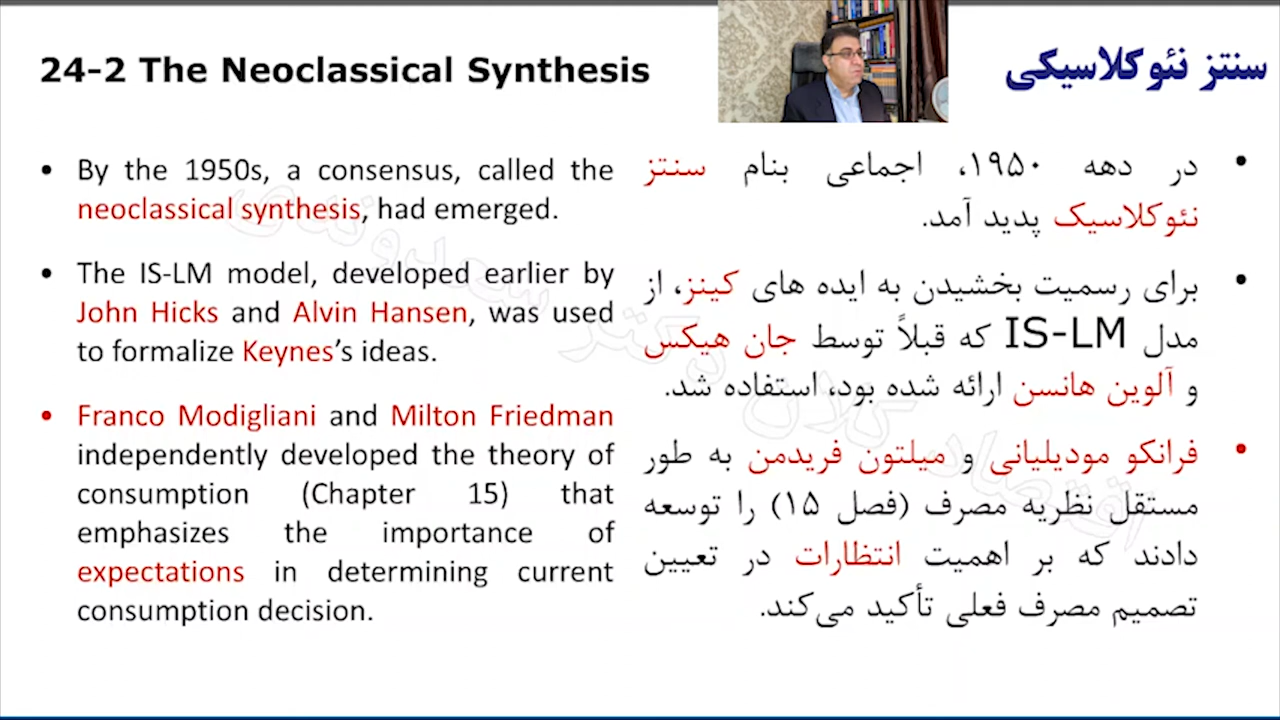 24-2 The Neoclassical Synthesis
سنتز نئوکلاسیکی
• By the 1950s, a consensus, called the
neoclassical synthesis, had emerged.
• The IS-LM model, developed earlier by
John Hicks and Alvin Hansen, was used
to formalize Keynes’s ideas.
• Franco Modigliani and Milton Friedman
independently developed the theory of
consumption (Chapter 15) that
emphasizes the importance of
expectations in determining current
consumption decision.
• در دهه ۱۹۵۰، اجماعی بنام سنتز
نئوکلاسیک پدید آمد.
• برای رسمیت بخشیدن به ایده های کینز، از
مدل IS-LM که قبلاً توسط جان هیکس
و آلوین هانسن ارائه شده بود، استفاده شد.
• فرانکو مودیلیانی و میلتون فریدمن به طور
مستقل نظریه مصرف (فصل ۱۵) را توسعه
دادند که بر اهمیت انتظارات در تعیین
تصمیم مصرف فعلی تأکید می‌کند.
اقتصاد کلان دکتر سعدوندی